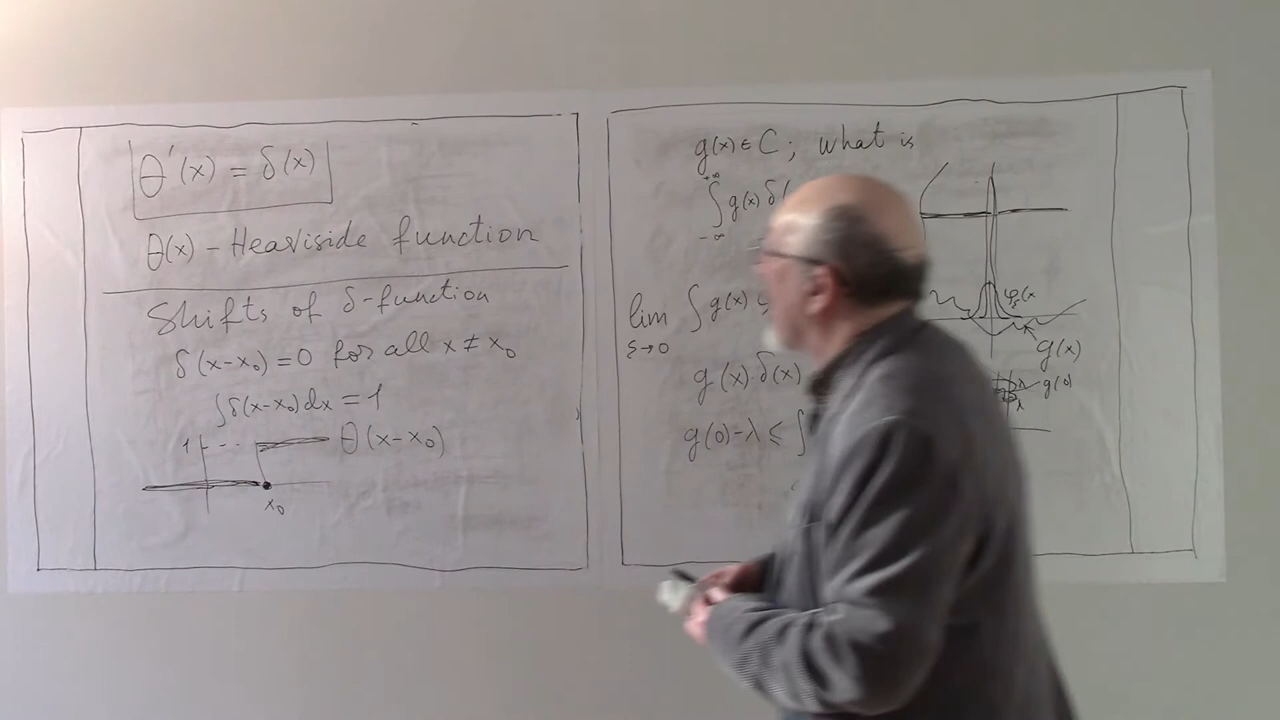 θ'(x) = δ(x)
θ(x) - Heaviside function
Shifts of δ-function
δ(x-x₀) = 0 for all x ≠ x₀
∫δ(x-x₀)dx = 1
1 θ(x-x₀)
x₀
g(x) ∈ C; what is
+∞
∫ g(x) δ(
-∞
φ_ξ(x
lim ∫ g(x) φ
ξ→0
g(x)
g(x)·δ(x)
λ g(0)
λ
g(0)-λ ≤ ∫